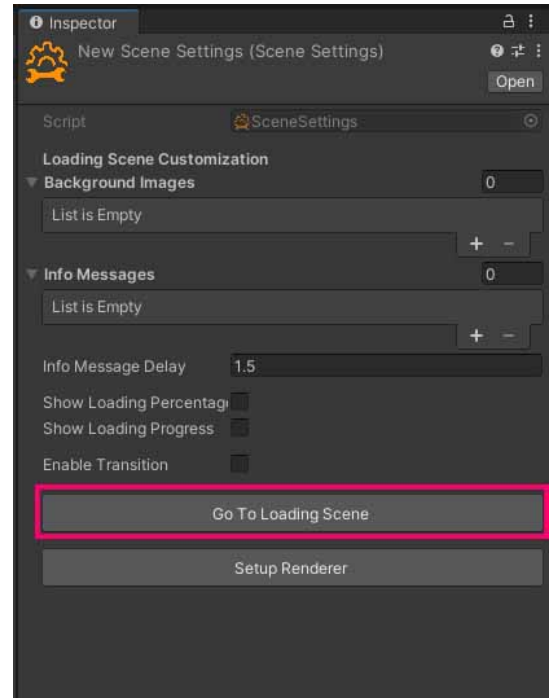 Inspector
New Scene Settings (Scene Settings)
Open
Script SceneSettings
Loading Scene Customization
Background Images 0
List is Empty
+ -
Info Messages 0
List is Empty
+ -
Info Message Delay 1.5
Show Loading Percentag
Show Loading Progress
Enable Transition
Go To Loading Scene
Setup Renderer